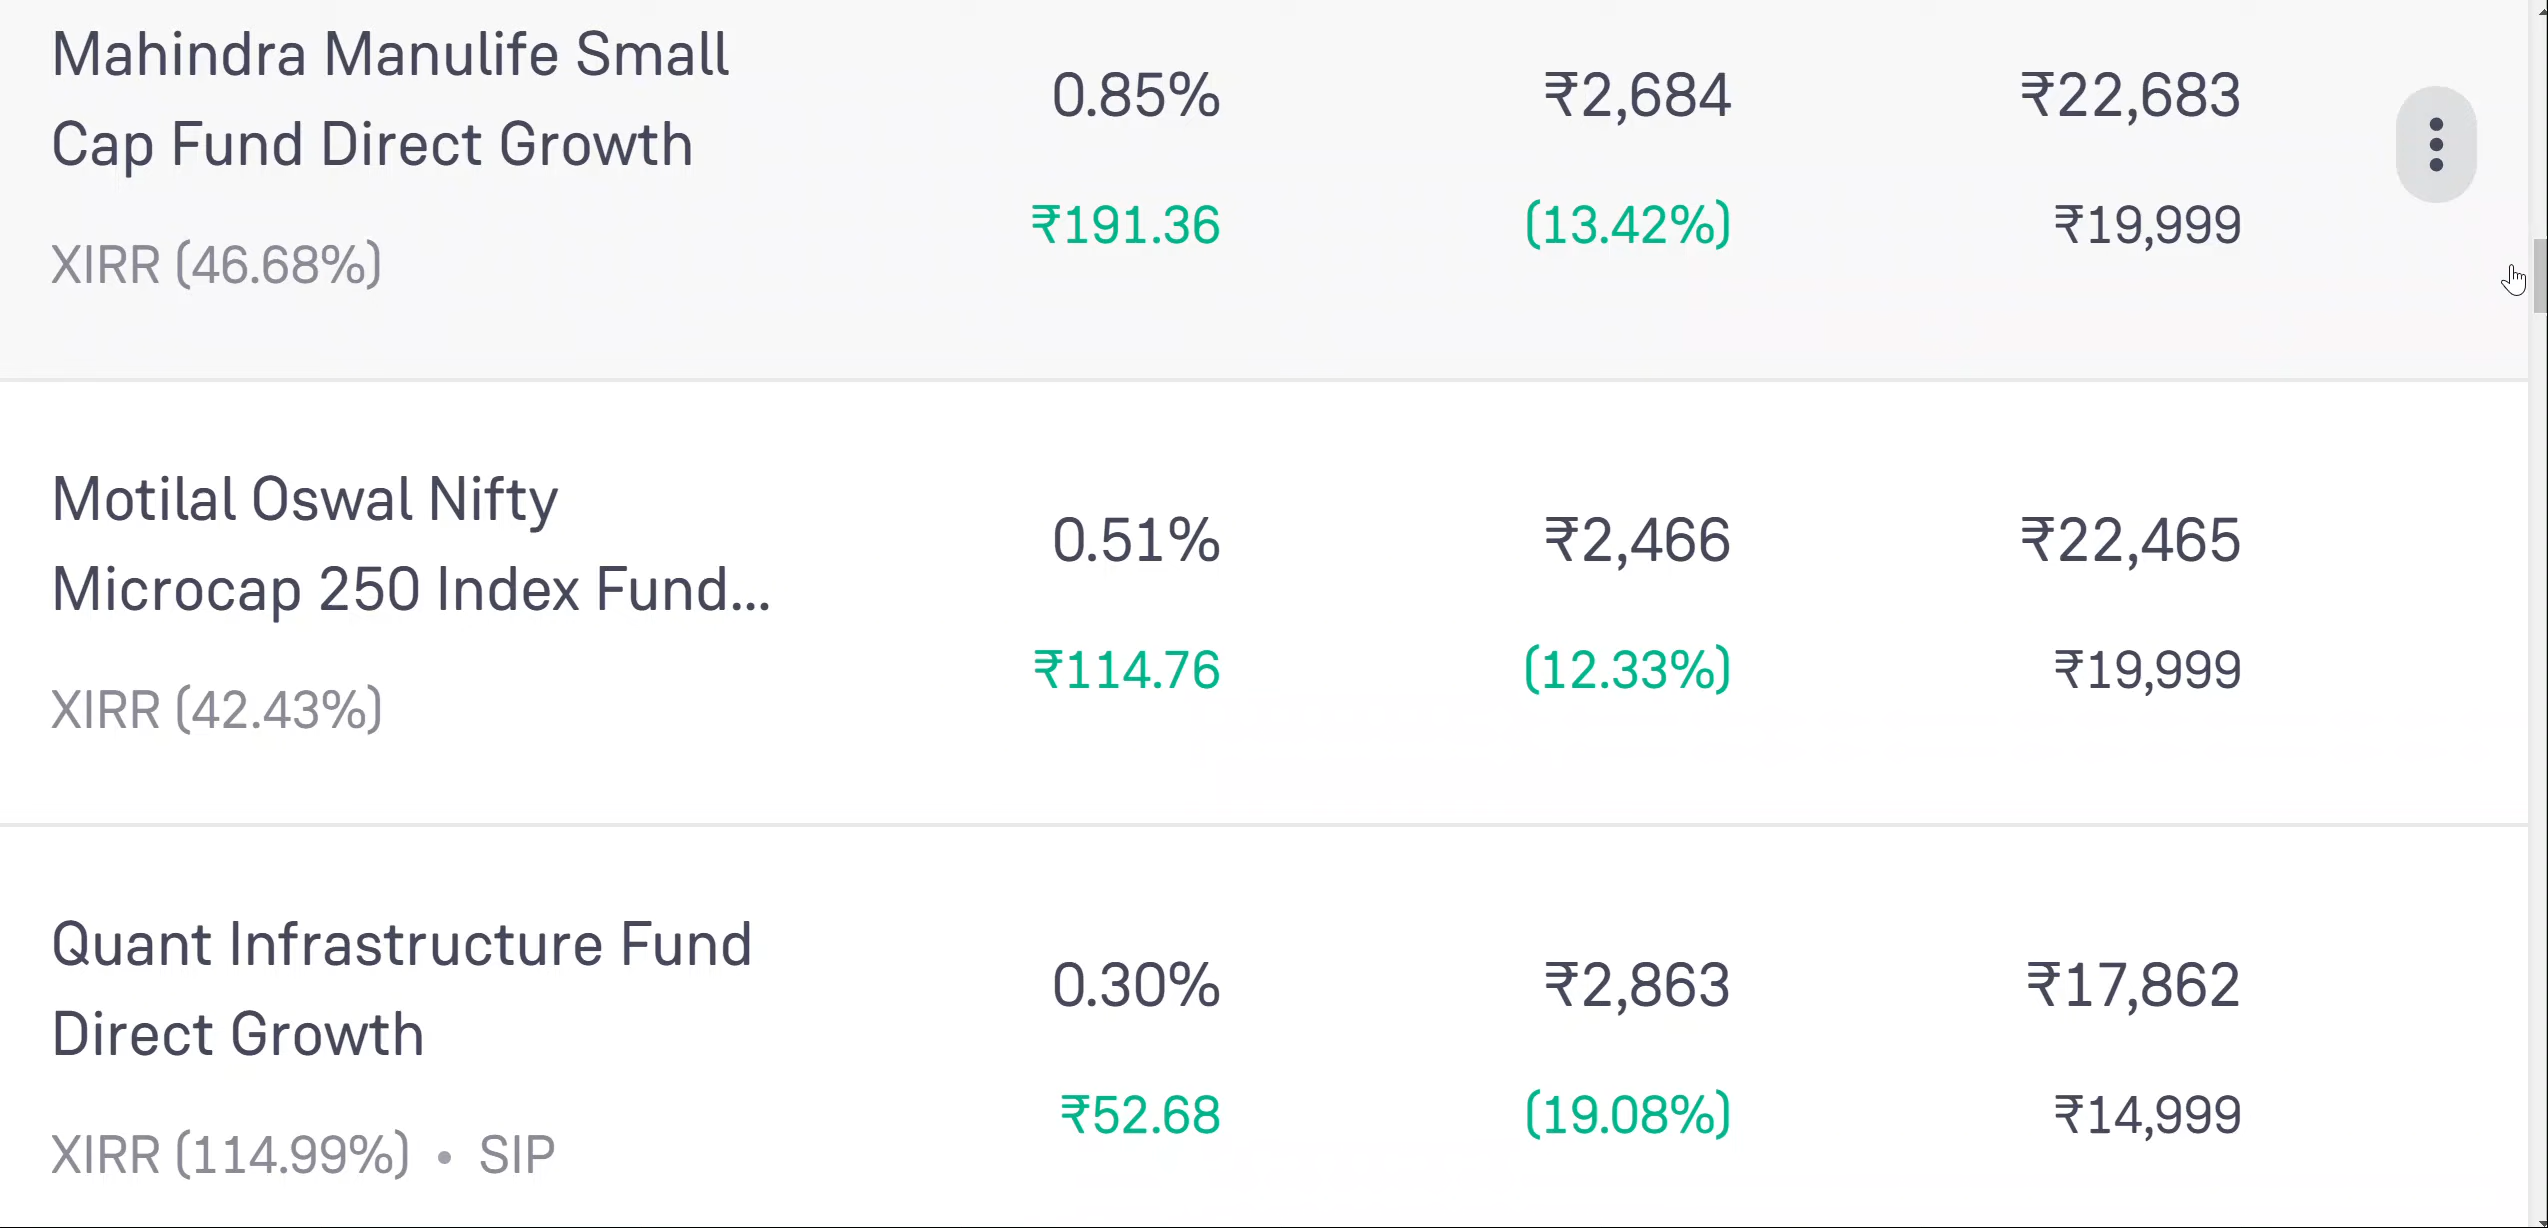 Mahindra Manulife Small
Cap Fund Direct Growth
XIRR (46.68%)
0.85%
₹191.36
₹2,684
(13.42%)
₹22,683
₹19,999
Motilal Oswal Nifty
Microcap 250 Index Fund...
XIRR (42.43%)
0.51%
₹114.76
₹2,466
(12.33%)
₹22,465
₹19,999
Quant Infrastructure Fund
Direct Growth
XIRR (114.99%) • SIP
0.30%
₹52.68
₹2,863
(19.08%)
₹17,862
₹14,999